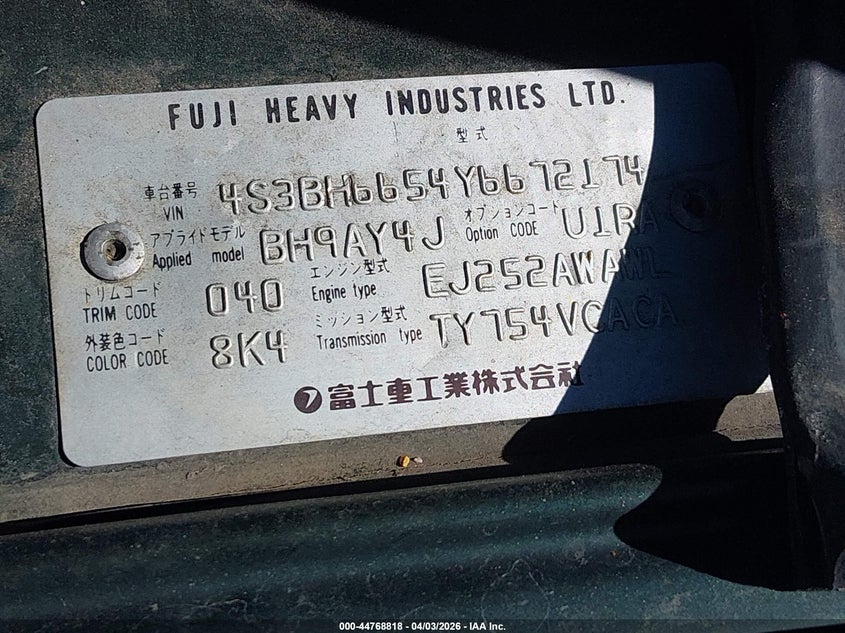 FUJI HEAVY INDUSTRIES LTD.
型式
車台番号 VIN 4S3BH6654Y6672174
アプライドモデル Applied model BH9AY4J オプションコード Option CODE U1RA
トリムコード TRIM CODE 040 エンジン型式 Engine type EJ252AWAWL
外装色コード COLOR CODE 8K4 ミッション型式 Transmission type TY754VCACA
富士重工業株式会社
000-44768818 | 04/03/2026 - IAA Inc.